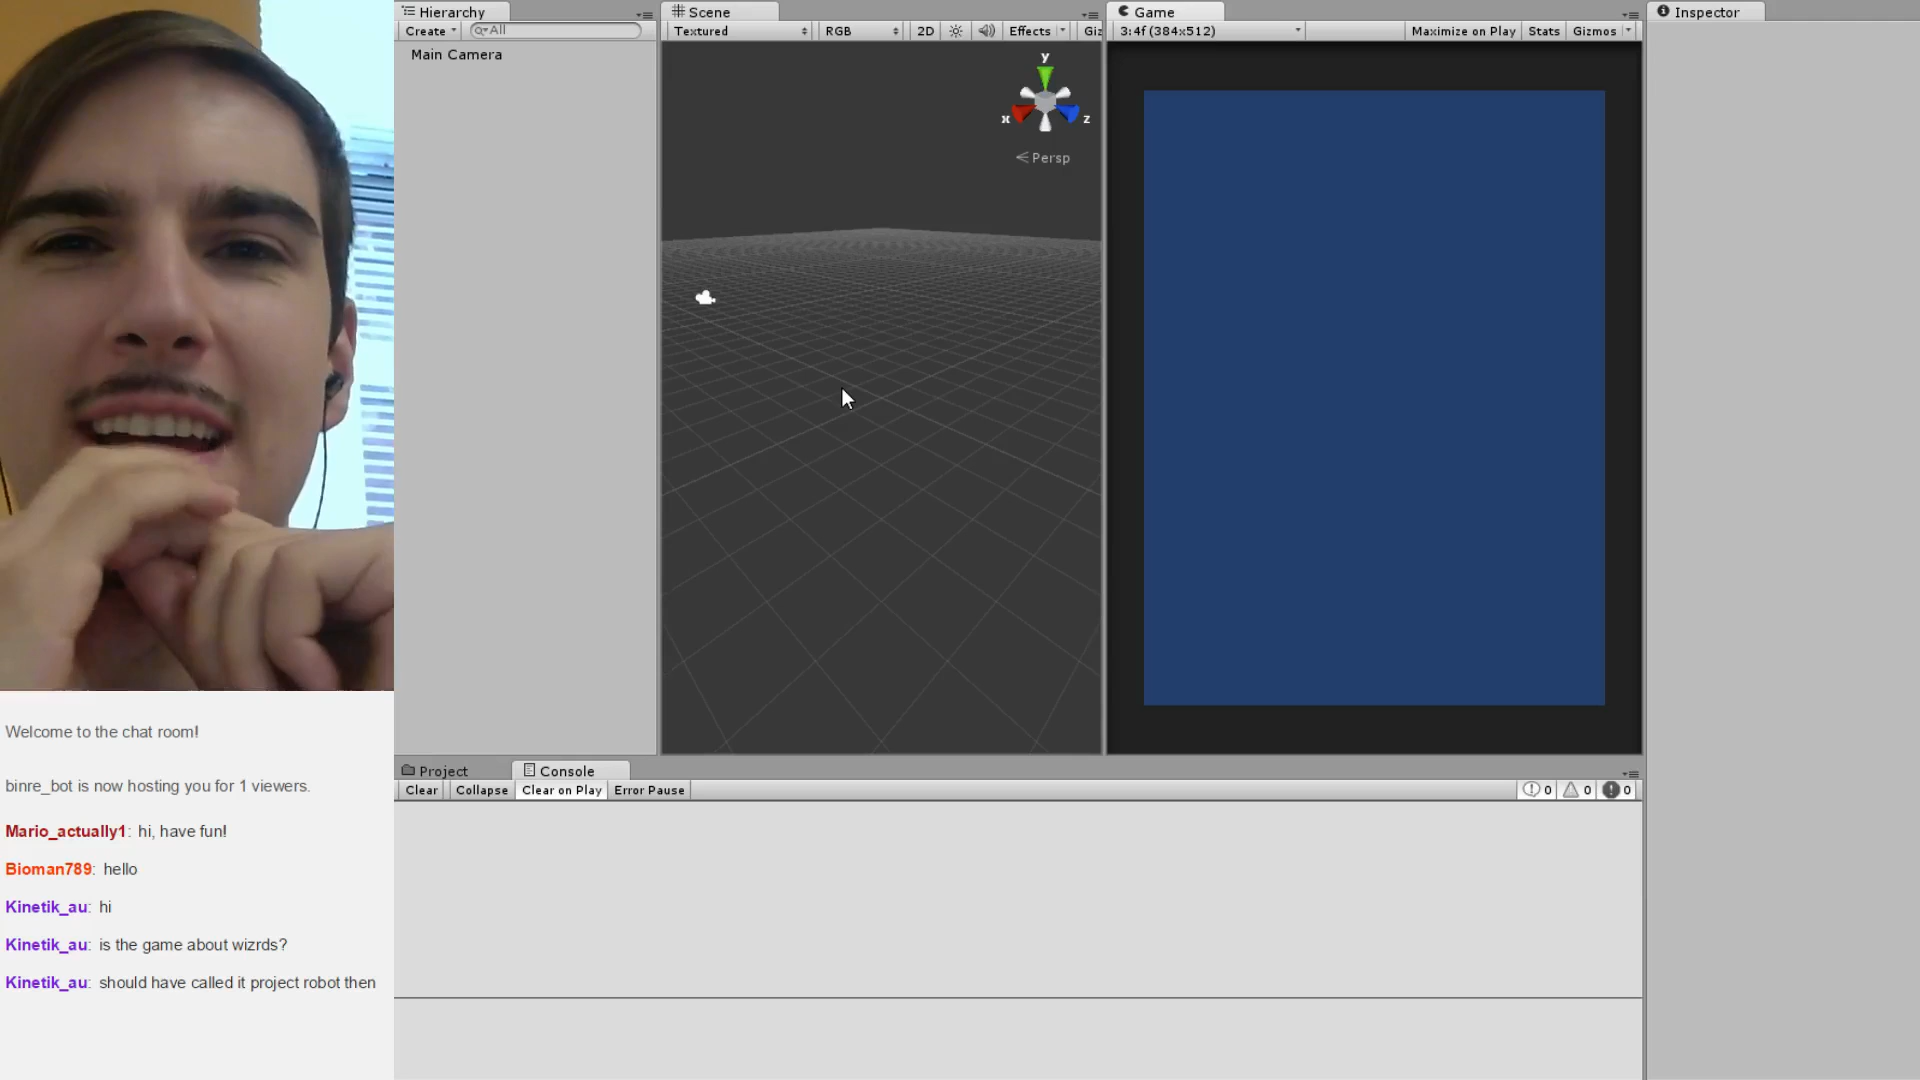 Hierarchy
Create
All
Main Camera
Scene
Textured
RGB
2D
Effects
Giz
y
x
z
Persp
Game
3:4f (384x512)
Maximize on Play
Stats
Gizmos
Inspector
Project
Console
Clear
Collapse
Clear on Play
Error Pause
0
0
0
Welcome to the chat room!
binre_bot is now hosting you for 1 viewers.
Mario_actually1: hi, have fun!
Bioman789: hello
Kinetik_au: hi
Kinetik_au: is the game about wizrds?
Kinetik_au: should have called it project robot then